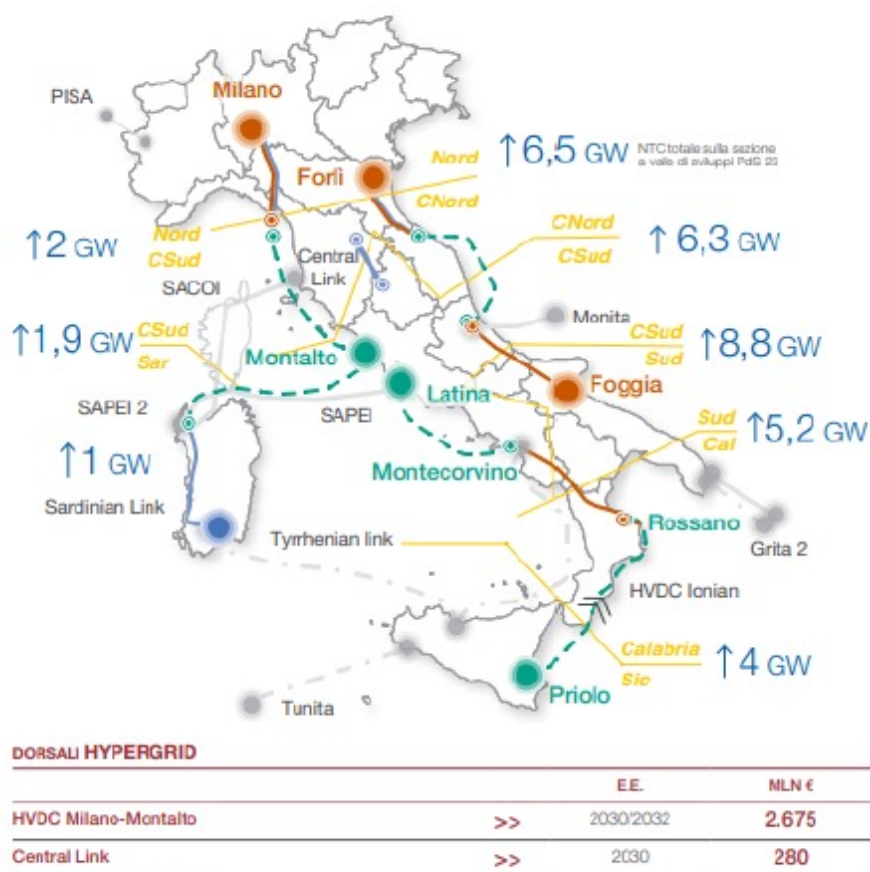 Milano
PISA
Nord
↑6,5 GW
NTC totale sulla sezione
a valle di sviluppi PdS 23
Forlì
CNord
Nord
CSud
↑2 GW
CNord
CSud
↑6,3 GW
Central
Link
SACOI
Monita
↑1,9 GW
CSud
Sar
CSud
Sud
↑8,8 GW
Montalto
Foggia
Latina
SAPEI 2
SAPEI
Sud
Cal
↑5,2 GW
↑1 GW
Montecorvino
Sardinian Link
Rossano
Tyrrhenian link
Grita 2
HVDC Ionian
Calabria
Sic
↑4 GW
Priolo
Tunita
DORSALI HYPERGRID
E.E. MLN €
HVDC Milano-Montalto >> 2030/2032 2.675
Central Link >> 2030 280